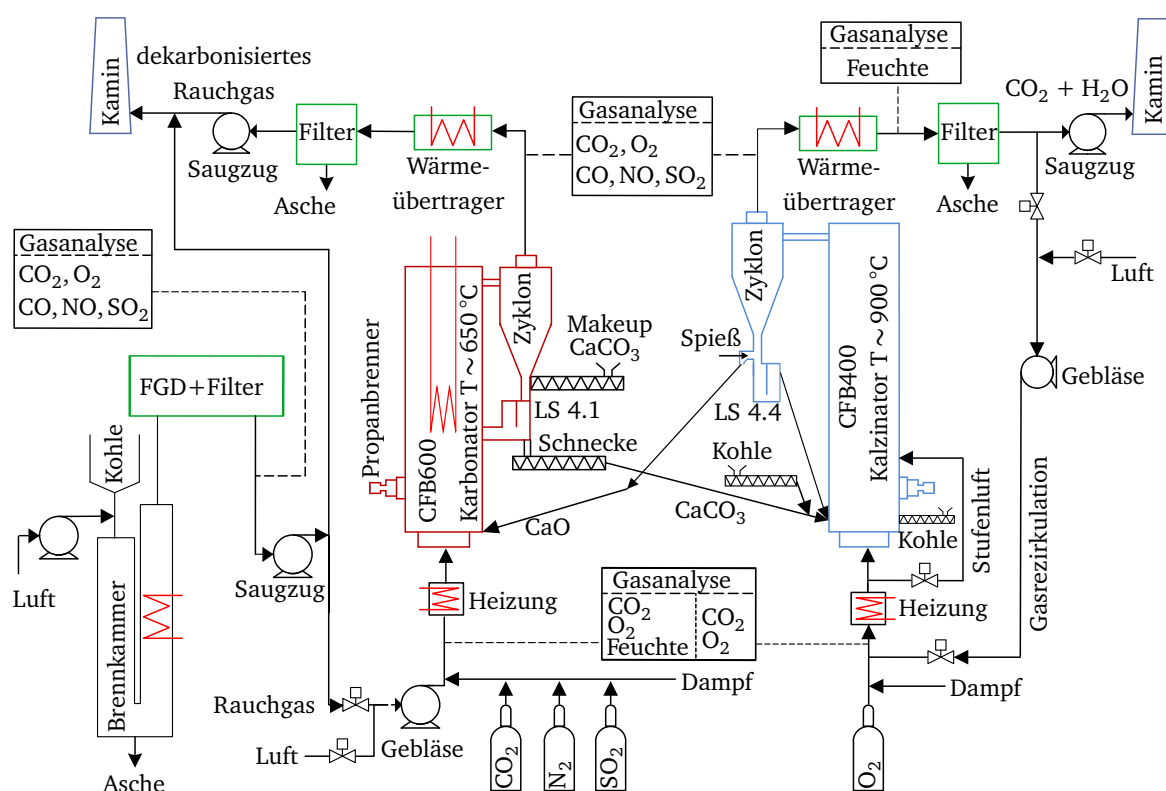 Kamin
dekarbonisiertes
Rauchgas
Saugzug
Filter
Asche
Wärme-
übertrager
Gasanalyse
CO₂, O₂
CO, NO, SO₂
Gasanalyse
Feuchte
Wärme-
übertrager
Filter
Asche
CO₂ + H₂O
Saugzug
Kamin
Luft
Gebläse
Gasrezirkulation
Gasanalyse
CO₂, O₂
CO, NO, SO₂
FGD+Filter
Kohle
Luft
Brennkammer
Asche
Saugzug
Propanbrenner
CFB600
Karbonator T ~ 650 °C
Zyklon
Makeup
CaCO₃
LS 4.1
Schnecke
CaO
CaCO₃
Spieß
Zyklon
LS 4.4
Kohle
CFB400
Kalzinator T ~ 900 °C
Kohle
Stufenluft
Heizung
Heizung
Gasanalyse
CO₂
O₂
Feuchte
CO₂
O₂
Dampf
Dampf
Rauchgas
Luft
Gebläse
CO₂
N₂
SO₂
O₂